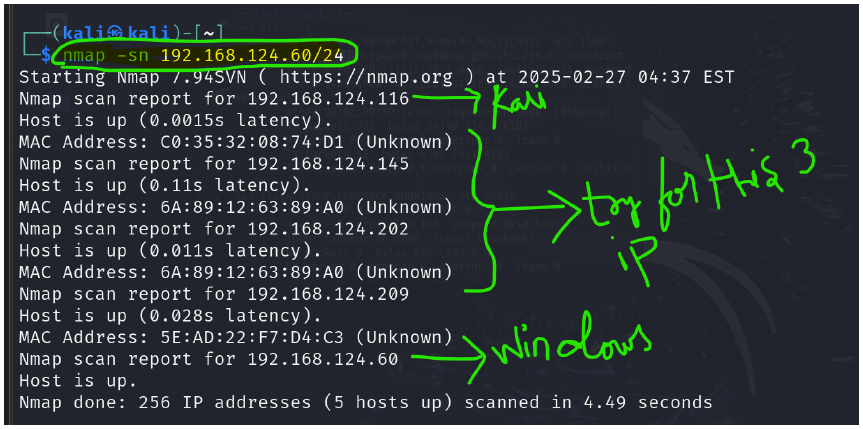 (kali㉿kali)-[~]
$ nmap -sn 192.168.124.60/24
Starting Nmap 7.94SVN ( https://nmap.org ) at 2025-02-27 04:37 EST
Nmap scan report for 192.168.124.116 Kali
Host is up (0.0015s latency).
MAC Address: C0:35:32:08:74:D1 (Unknown)
Nmap scan report for 192.168.124.145
Host is up (0.11s latency).
MAC Address: 6A:89:12:63:89:A0 (Unknown)
Nmap scan report for 192.168.124.202
Host is up (0.011s latency).
MAC Address: 6A:89:12:63:89:A0 (Unknown)
Nmap scan report for 192.168.124.209
try for this 3
iP
Host is up (0.028s latency).
MAC Address: 5E:AD:22:F7:D4:C3 (Unknown)
Nmap scan report for 192.168.124.60 windows
Host is up.
Nmap done: 256 IP addresses (5 hosts up) scanned in 4.49 seconds